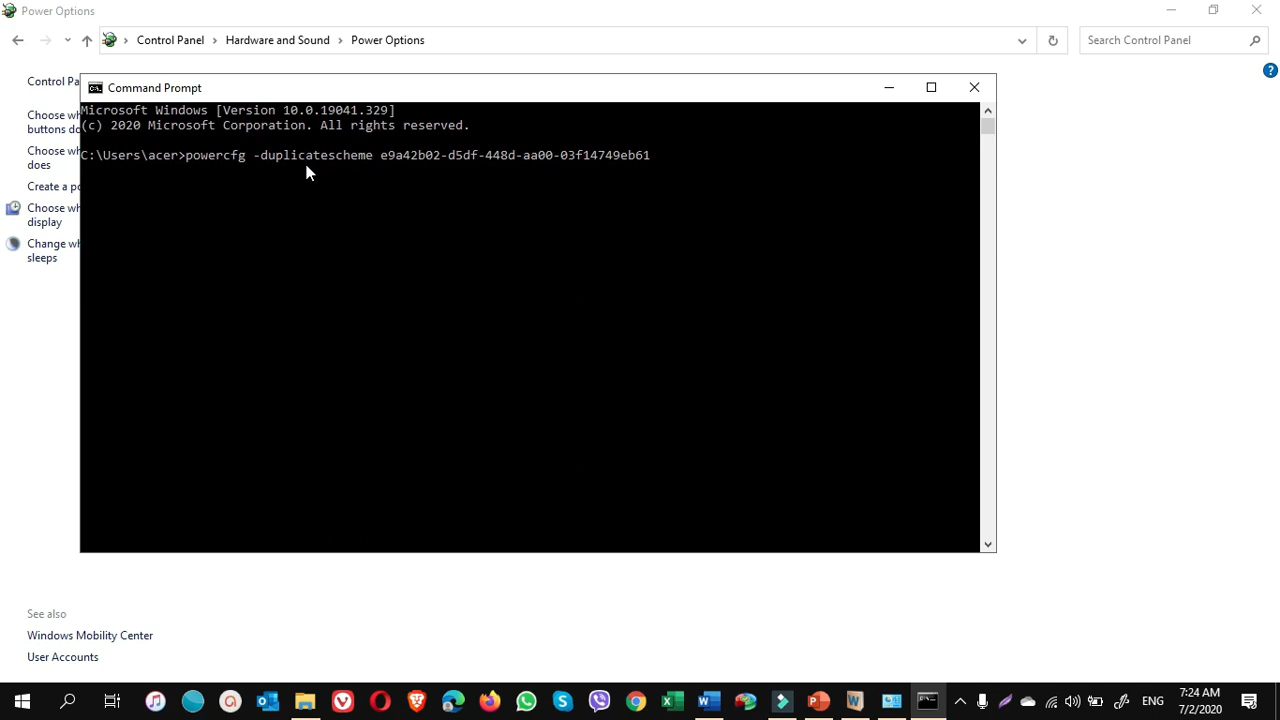 Power Options
Control Panel
Hardware and Sound
Power Options
Search Control Panel
Control Pa
Command Prompt
Choose wh
buttons do
Choose wh
does
Create a po
Choose wh
display
Change wh
sleeps
Microsoft Windows [Version 10.0.19041.329]
(c) 2020 Microsoft Corporation. All rights reserved.
C:\Users\acer>powercfg -duplicatescheme e9a42b02-d5df-448d-aa00-03f14749eb61
See also
Windows Mobility Center
User Accounts
ENG
7:24 AM
7/2/2020